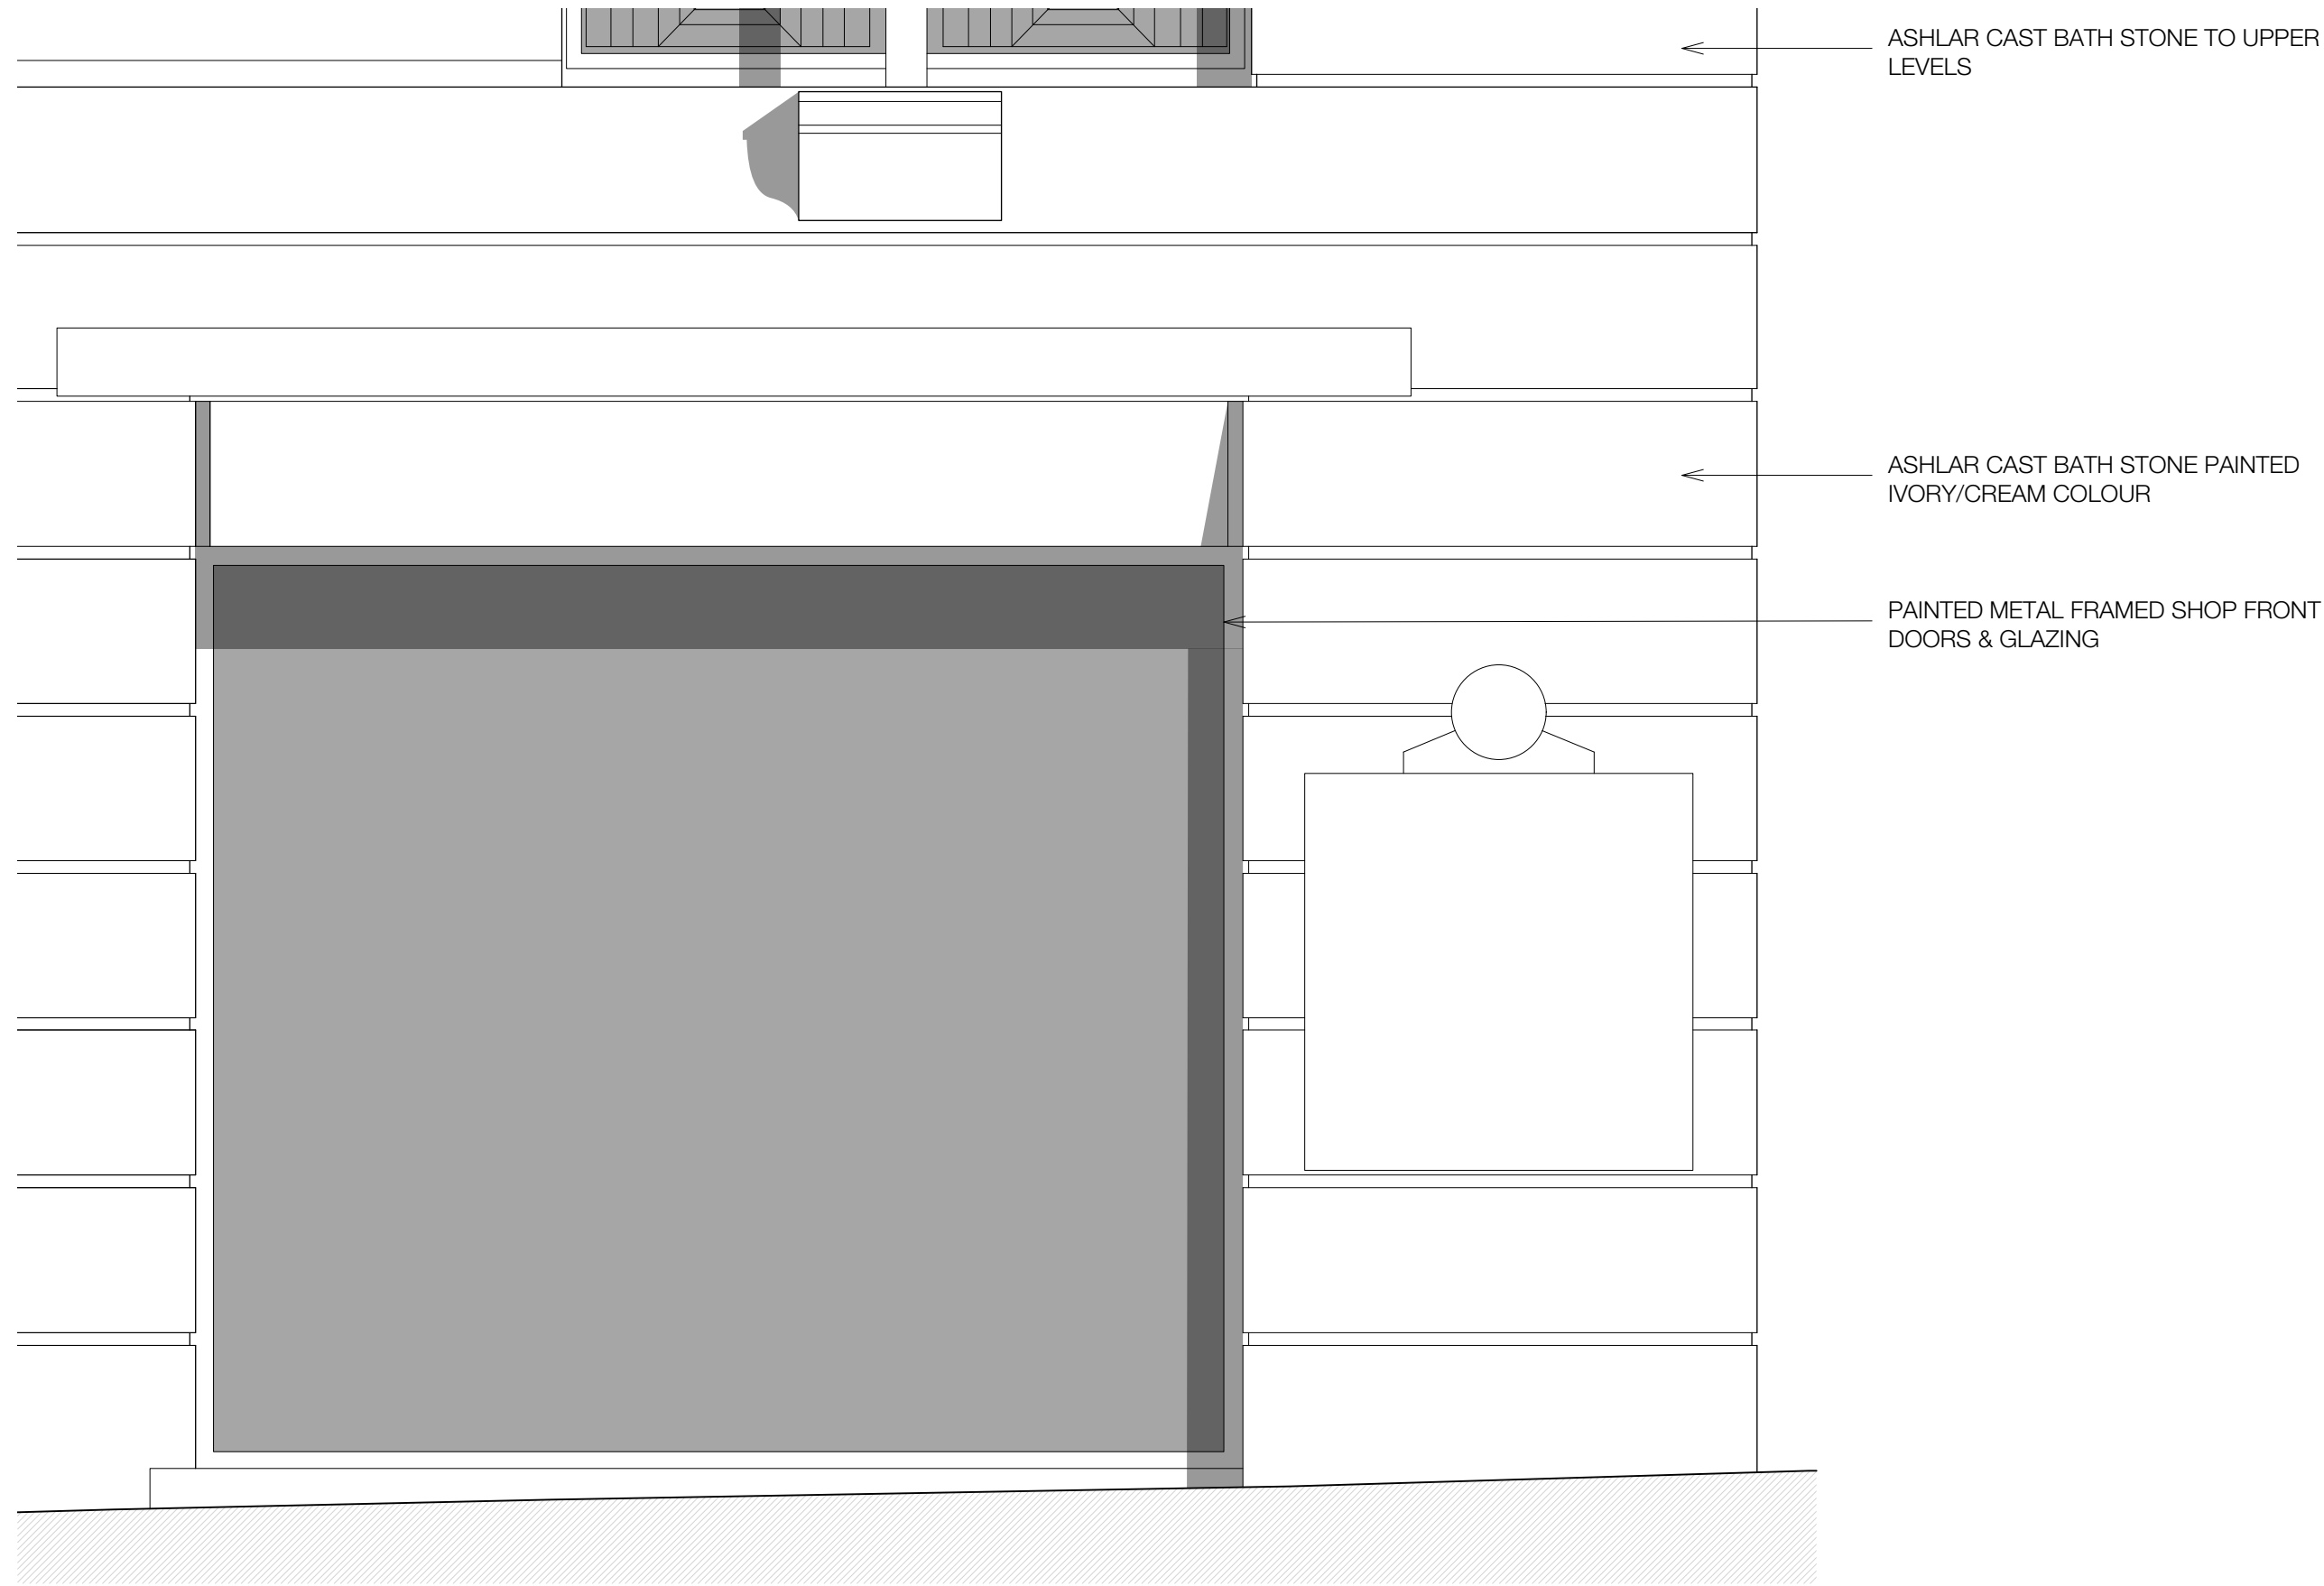 ASHLAR CAST BATH STONE TO UPPER
LEVELS
ASHLAR CAST BATH STONE PAINTED
IVORY/CREAM COLOUR
PAINTED METAL FRAMED SHOP FRONT
DOORS & GLAZING